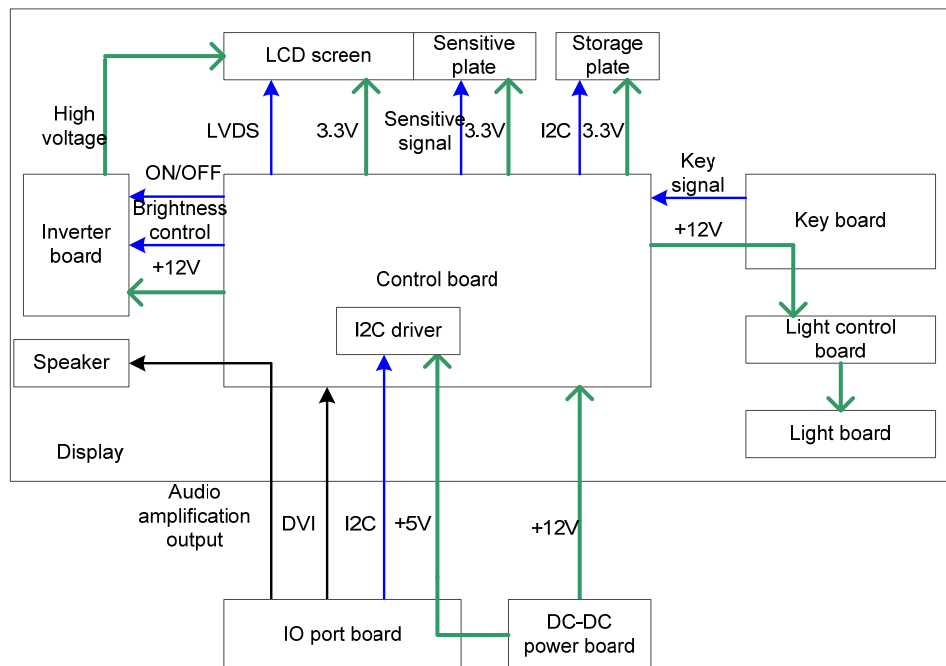 LCD screen
Sensitive
plate
Storage
plate
High
voltage
LVDS
3.3V
Sensitive
signal
3.3V
I2C
3.3V
Key
signal
ON/OFF
Brightness
control
+12V
Inverter
board
Control board
+12V
Key board
I2C driver
Light control
board
Speaker
Light board
Display
Audio
amplification
output
DVI
I2C
+5V
+12V
IO port board
DC-DC
power board